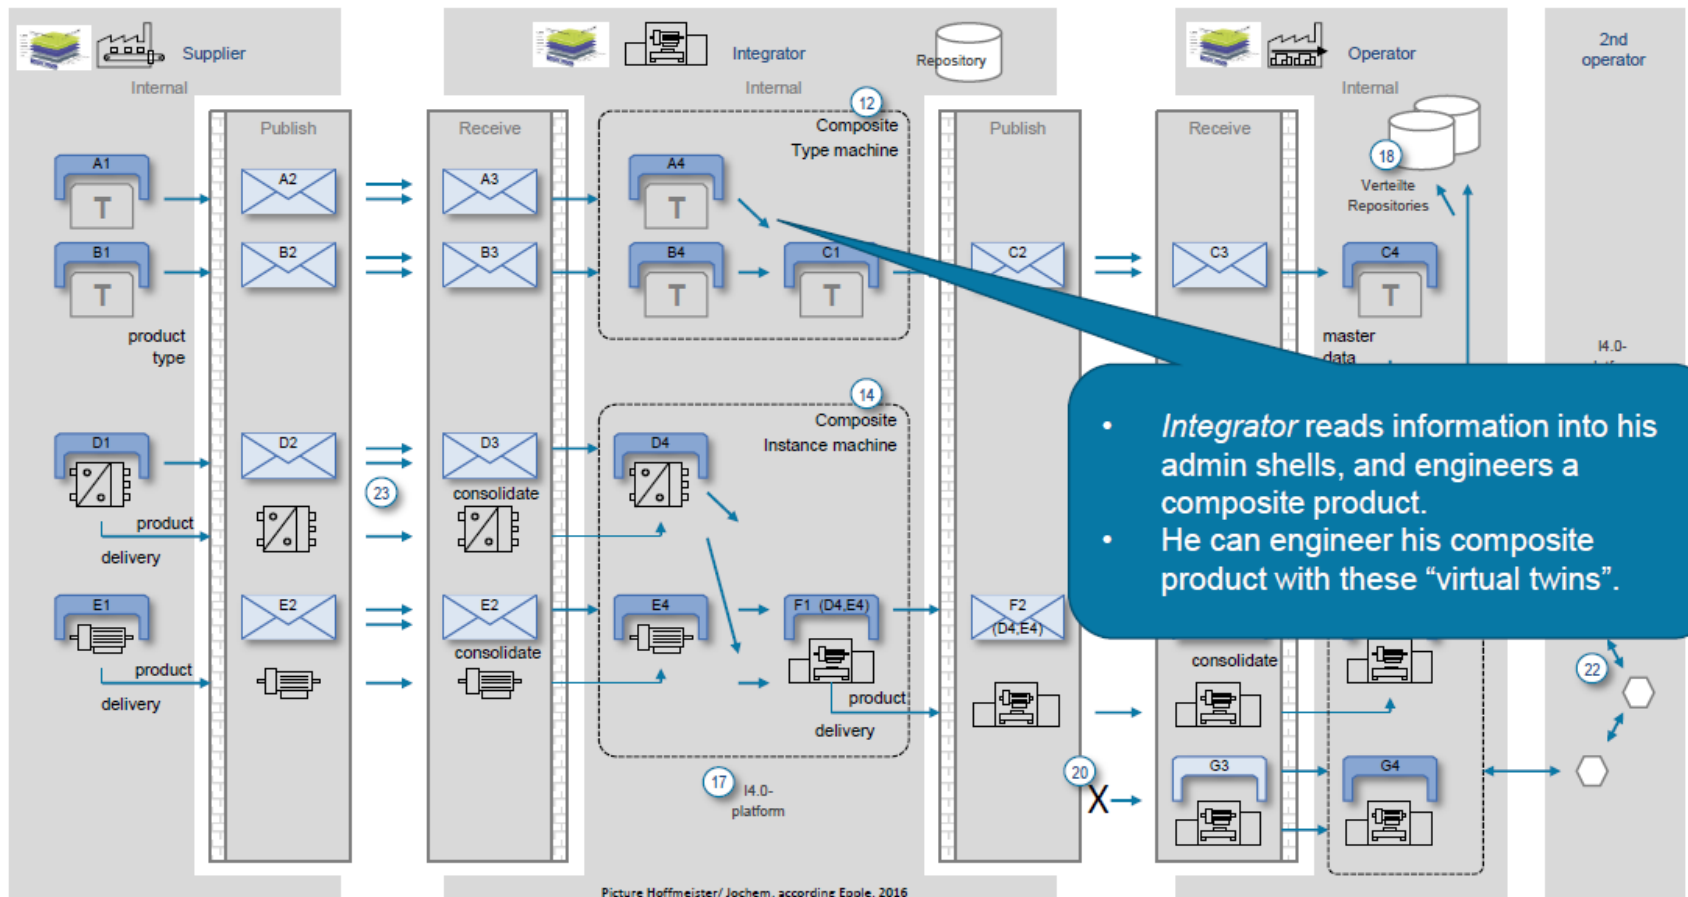 Supplier
Internal
Integrator
Internal
Repository
Operator
Internal
2nd
operator
Publish
Receive
12
Composite
Type machine
Publish
Receive
18
Verteilte
Repositories
A1
T
A2
A3
A4
T
B1
T
B2
B3
B4
T
C1
T
C2
C3
C4
T
product
type
master
data
I4.0-
14
Composite
Instance machine
D1
D2
D3
D4
23
consolidate
product
delivery
• Integrator reads information into his
admin shells, and engineers a
composite product.
• He can engineer his composite
product with these “virtual twins”.
E1
E2
E2
E4
F1 (D4,E4)
F2
(D4,E4)
consolidate
consolidate
product
delivery
product
delivery
22
17
I4.0-
platform
20
X
G3
G4
Picture Hoffmeister/ Jochem, according Epple, 2016